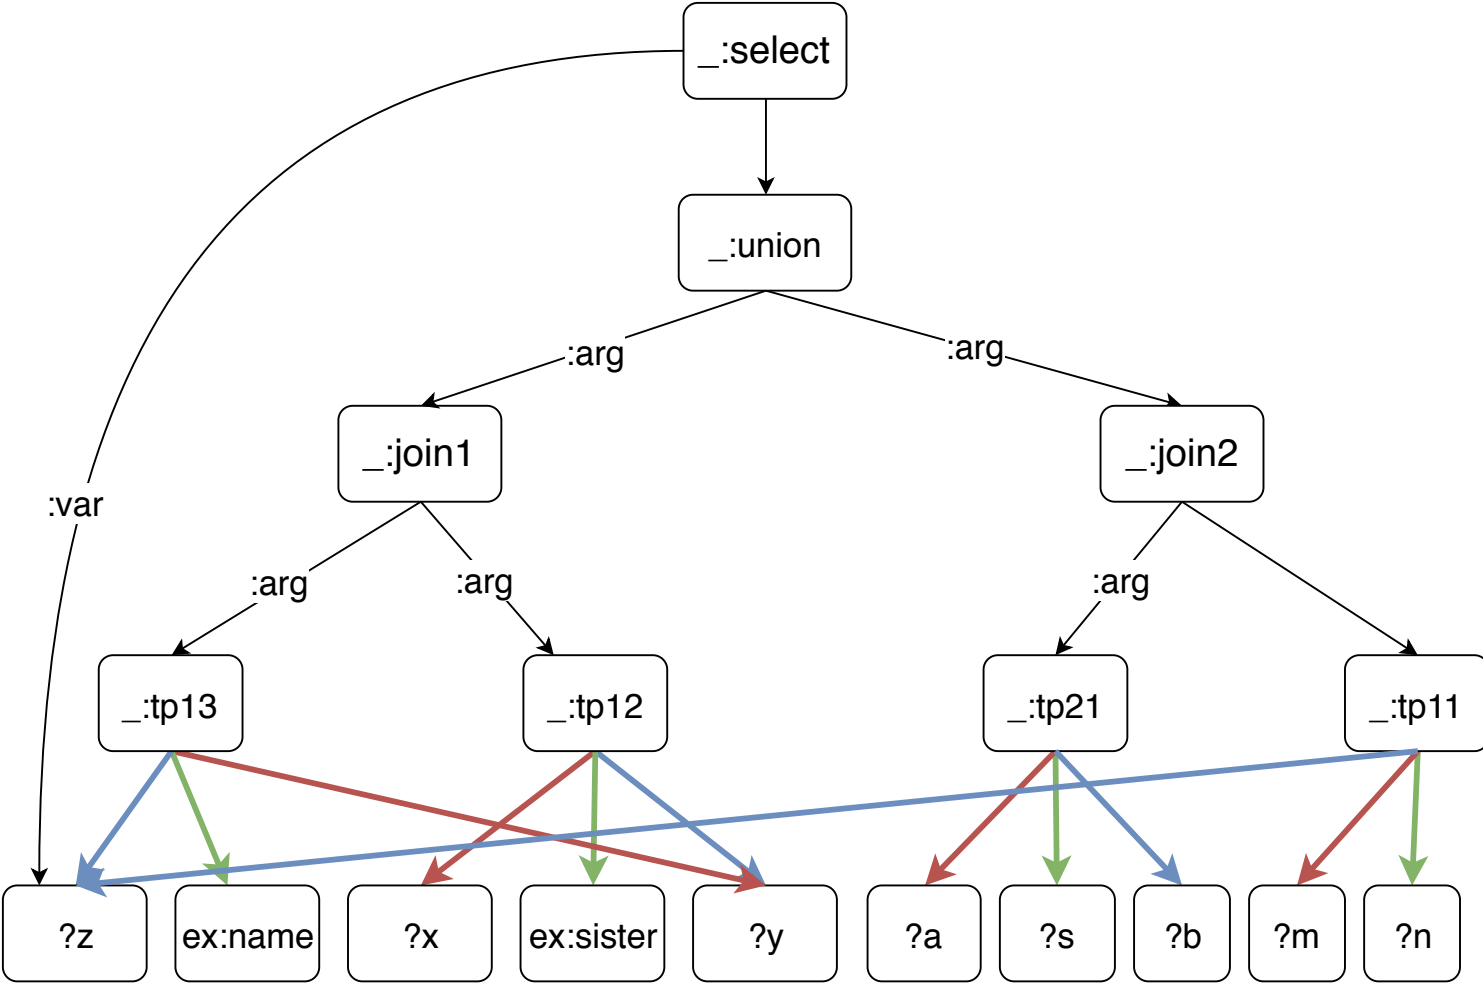 _:select
_:union
:arg
:arg
_:join1
_:join2
:var
:arg
:arg
:arg
_:tp13
_:tp12
_:tp21
_:tp11
?z
ex:name
?x
ex:sister
?y
?a
?s
?b
?m
?n